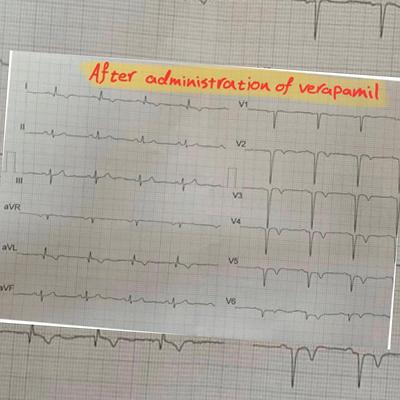 After administration of verapamil
I
V1
II
V2
III
V3
aVR
V4
aVL
V5
aVF
V6